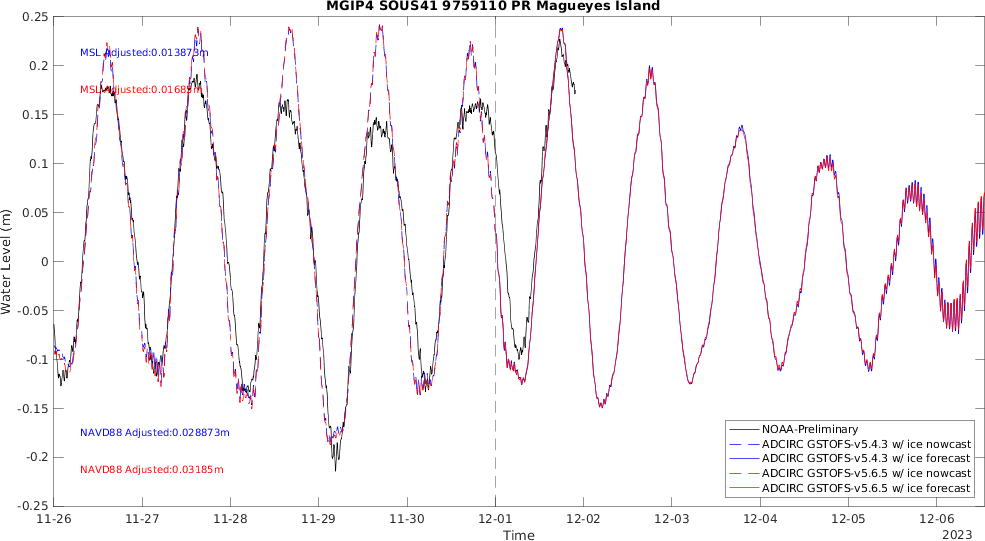 MGIP4 SOUS41 9759110 PR Magueyes Island
0.25
0.2
0.15
0.1
0.05
0
-0.05
-0.1
-0.15
-0.2
-0.25
Water Level (m)
MSL Adjusted:0.013873m
MSL Adjusted:0.01685m
NAVD88 Adjusted:0.028873m
NAVD88 Adjusted:0.03185m
NOAA-Preliminary
ADCIRC GSTOFS-v5.4.3 w/ ice nowcast
ADCIRC GSTOFS-v5.4.3 w/ ice forecast
ADCIRC GSTOFS-v5.6.5 w/ ice nowcast
ADCIRC GSTOFS-v5.6.5 w/ ice forecast
11-26 11-27 11-28 11-29 11-30 12-01 12-02 12-03 12-04 12-05 12-06
Time
2023